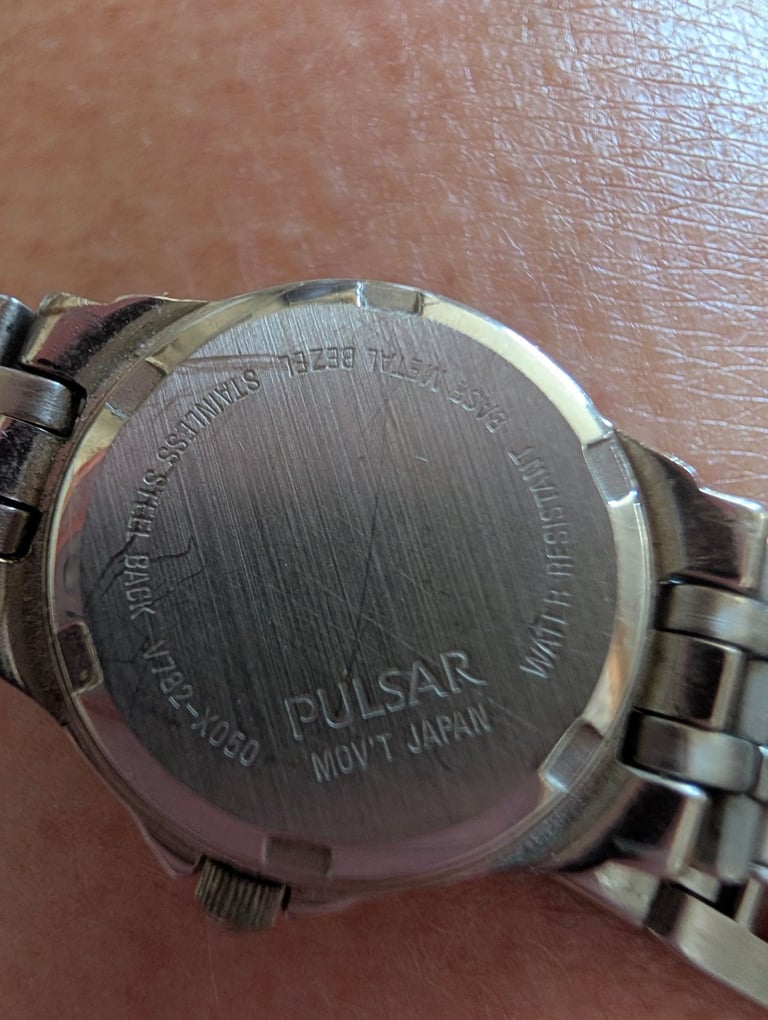 PULSAR
MOV'T JAPAN
WATER RESISTANT BASE METAL BEZEL STAINLESS STEEL BACK V782-X050